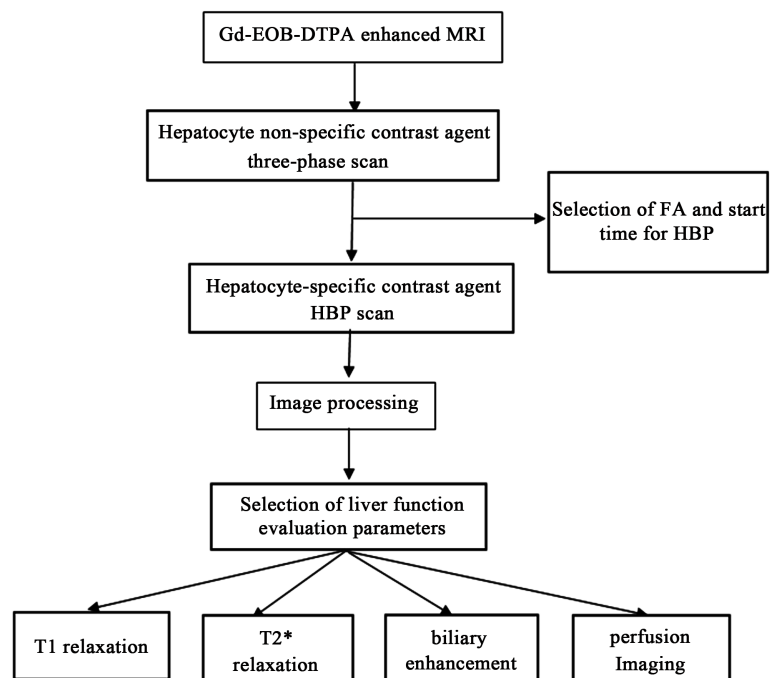 Gd-EOB-DTPA enhanced MRI
Hepatocyte non-specific contrast agent
three-phase scan
Selection of FA and start
time for HBP
Hepatocyte-specific contrast agent
HBP scan
Image processing
Selection of liver function
evaluation parameters
T1 relaxation
T2*
relaxation
biliary
enhancement
perfusion
Imaging